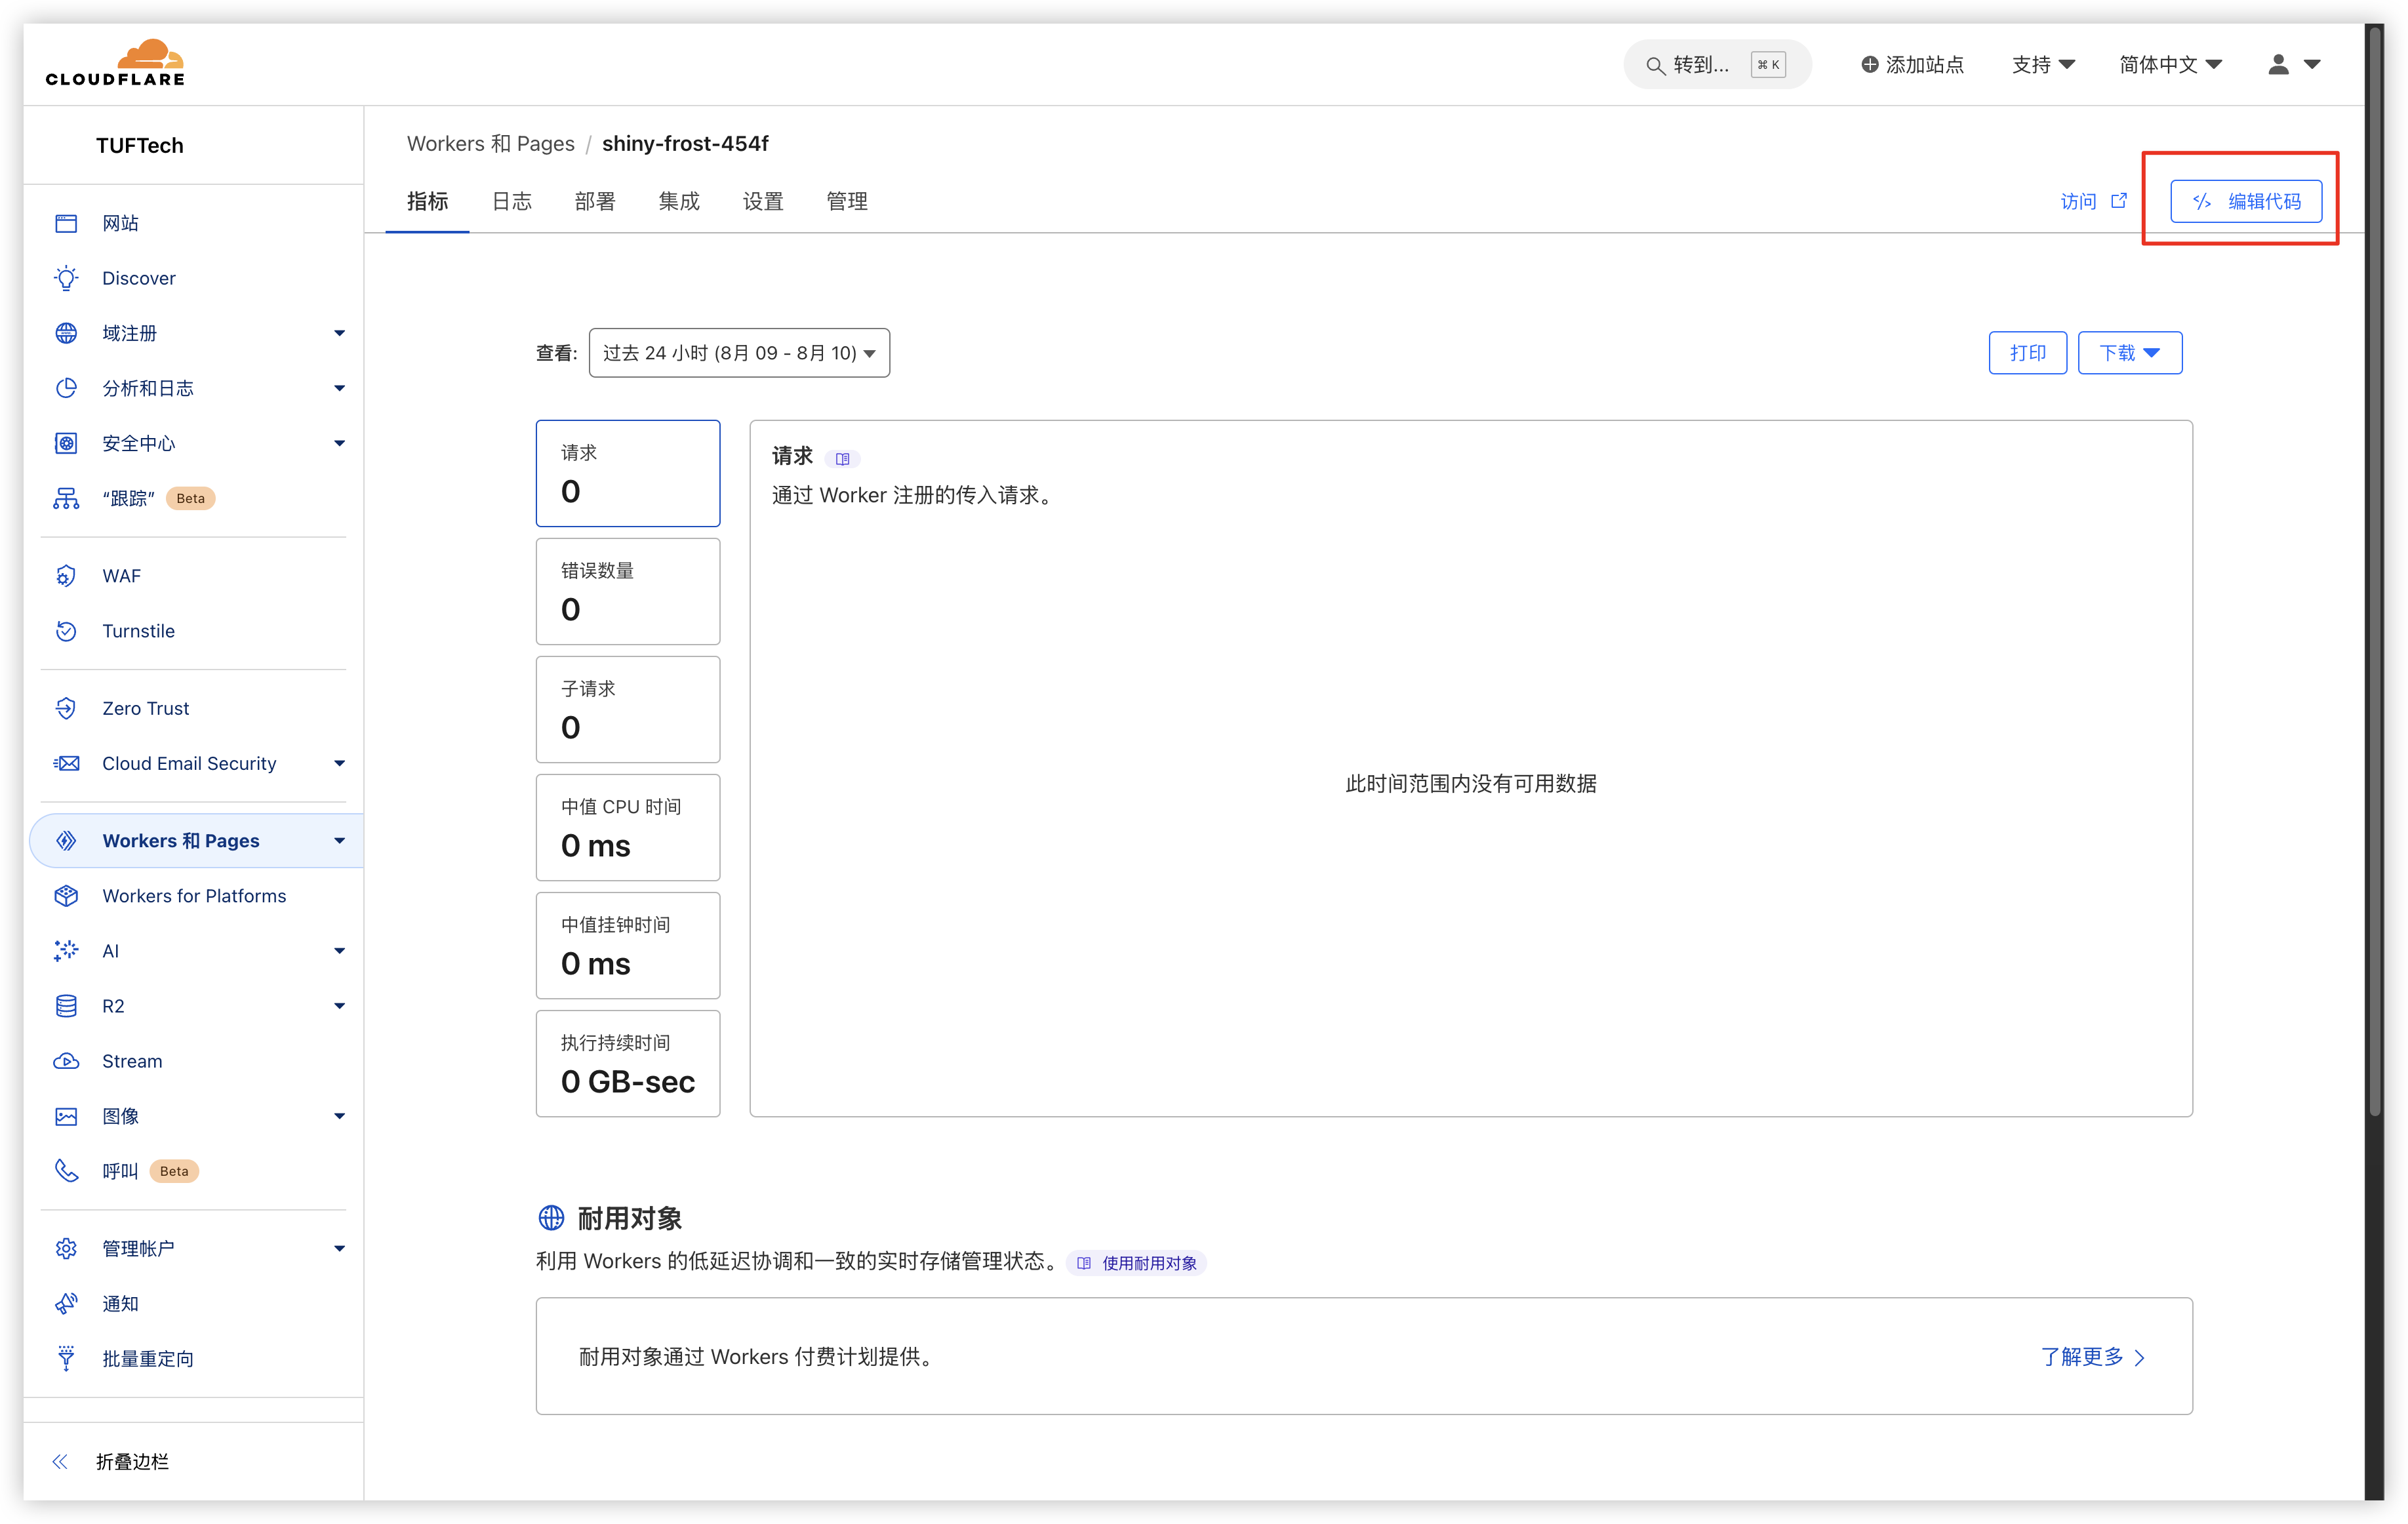 CLOUDFLARE
转到... ⌘ K
添加站点
支持
简体中文
TUFTech
网站
Discover
域注册
分析和日志
安全中心
“跟踪” Beta
WAF
Turnstile
Zero Trust
Cloud Email Security
Workers 和 Pages
Workers for Platforms
AI
R2
Stream
图像
呼叫 Beta
管理帐户
通知
批量重定向
折叠边栏
Workers 和 Pages / shiny-frost-454f
指标 日志 部署 集成 设置 管理
访问
</> 编辑代码
查看: 过去 24 小时 (8月 09 - 8月 10)
打印
下载
请求
0
错误数量
0
子请求
0
中值 CPU 时间
0 ms
中值挂钟时间
0 ms
执行持续时间
0 GB-sec
请求
通过 Worker 注册的传入请求。
此时间范围内没有可用数据
耐用对象
利用 Workers 的低延迟协调和一致的实时存储管理状态。 使用耐用对象
耐用对象通过 Workers 付费计划提供。
了解更多